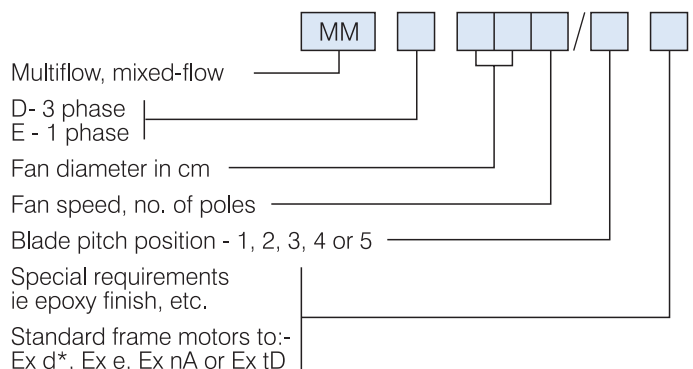 MM /
Multiflow, mixed-flow
D- 3 phase
E - 1 phase
Fan diameter in cm
Fan speed, no. of poles
Blade pitch position - 1, 2, 3, 4 or 5
Special requirements
ie epoxy finish, etc.
Standard frame motors to:-
Ex d*, Ex e, Ex nA or Ex tD